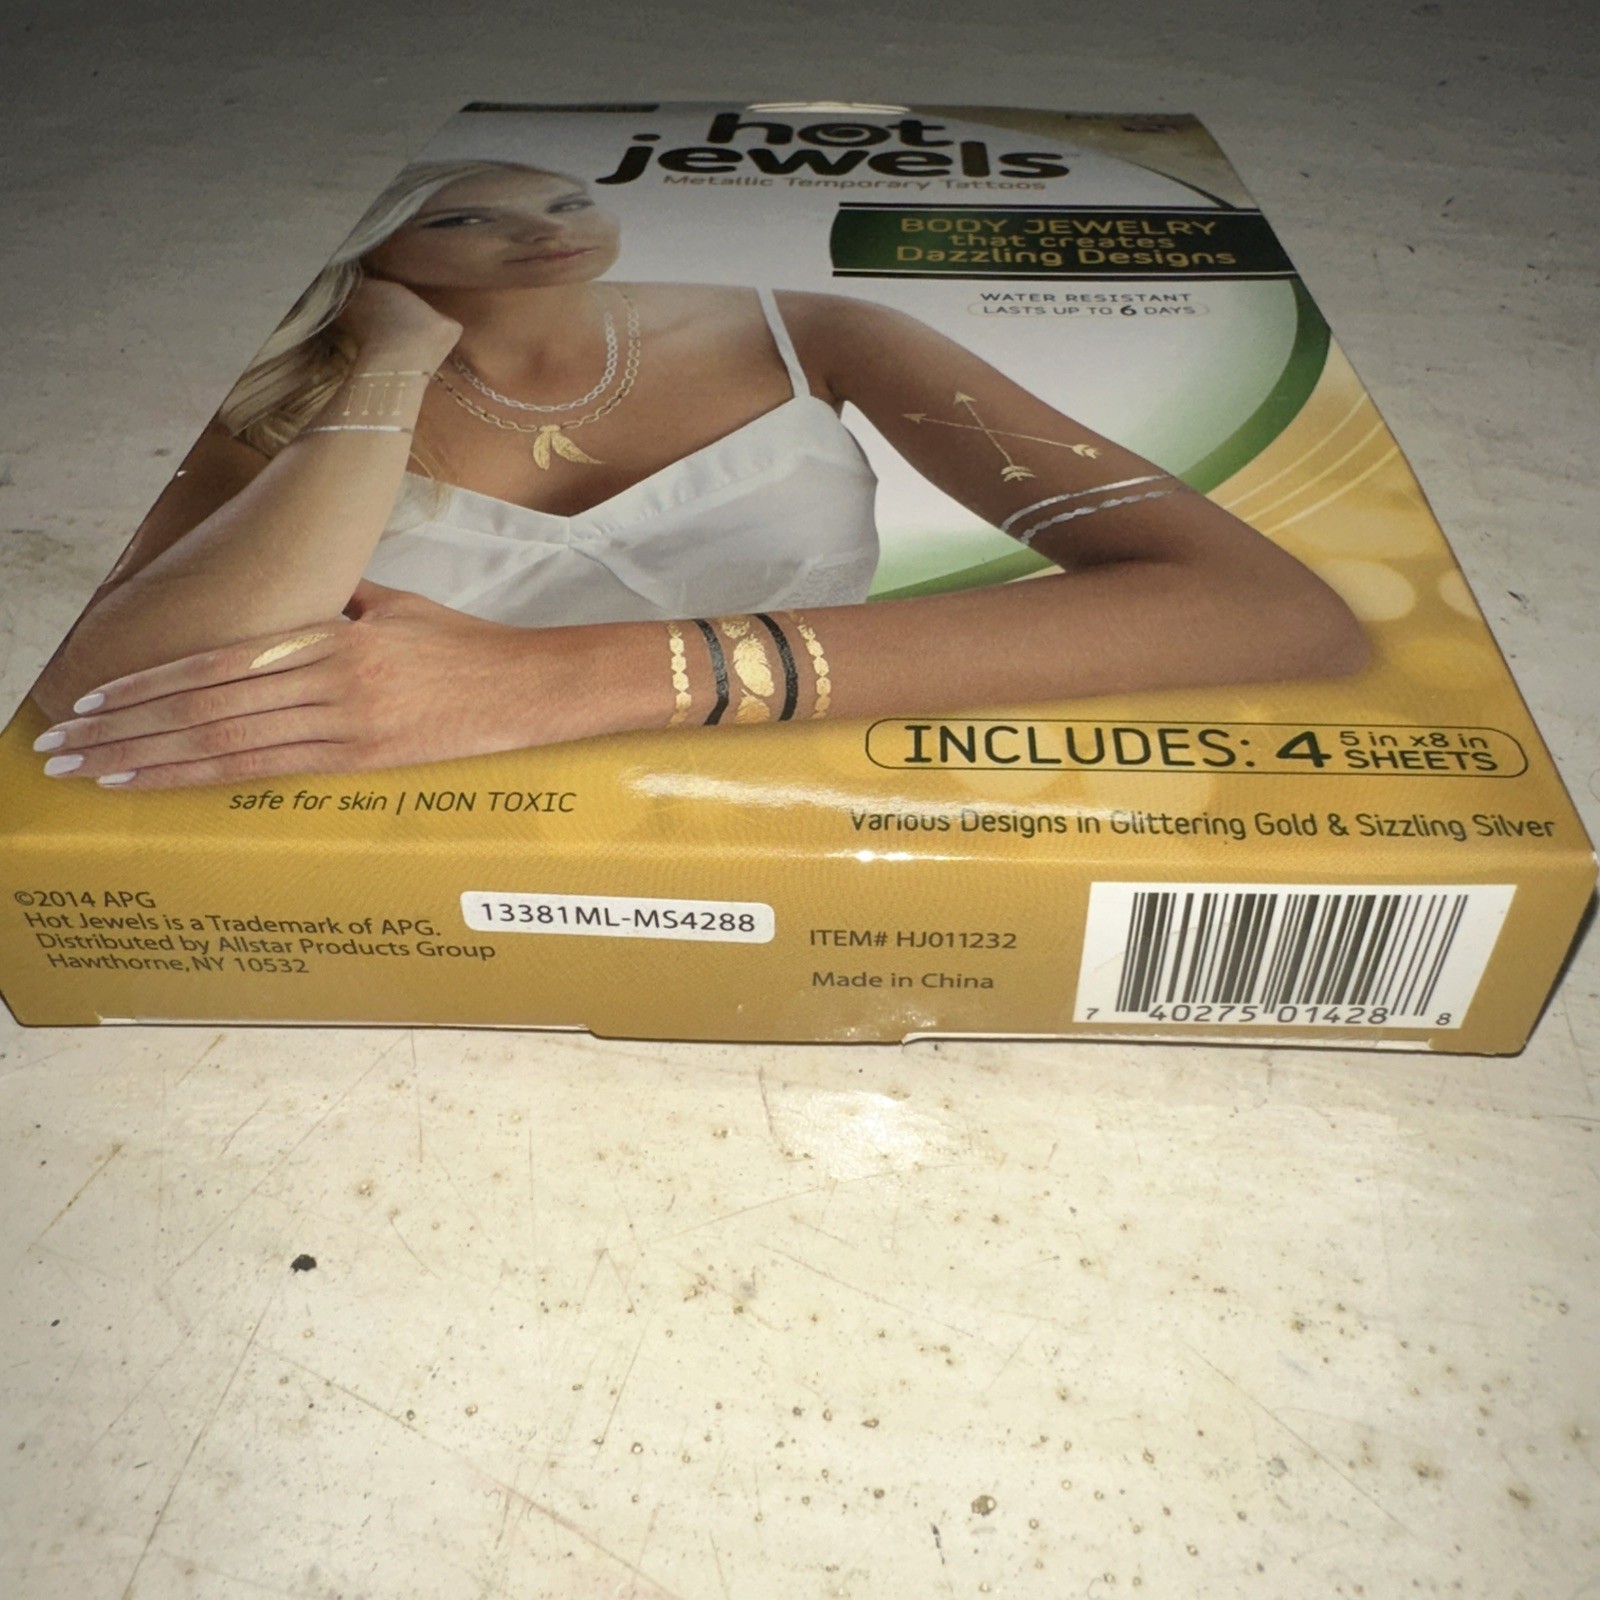 hot
jewels
Metallic Temporary Tattoos
BODY JEWELRY
that creates
Dazzling Designs
WATER RESISTANT
LASTS UP TO 6 DAYS
INCLUDES: 4 5 in x8 in
SHEETS
safe for skin | NON TOXIC
Various Designs in Glittering Gold & Sizzling Silver
©2014 APG
Hot Jewels is a Trademark of APG.
Distributed by Allstar Products Group
Hawthorne, NY 10532
13381ML-MS4288
ITEM# HJ011232
Made in China
7 40275 01428 8